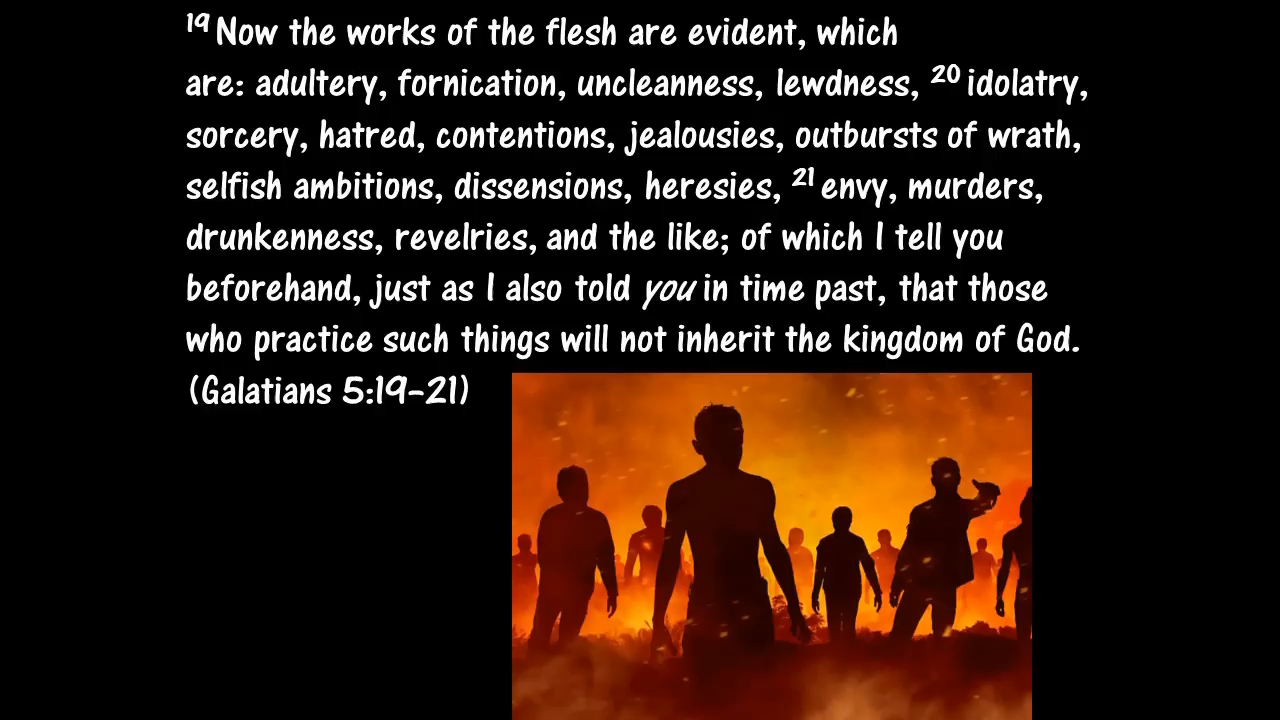 19 Now the works of the flesh are evident, which
are: adultery, fornication, uncleanness, lewdness, 20 idolatry,
sorcery, hatred, contentions, jealousies, outbursts of wrath,
selfish ambitions, dissensions, heresies, 21 envy, murders,
drunkenness, revelries, and the like; of which I tell you
beforehand, just as I also told you in time past, that those
who practice such things will not inherit the kingdom of God.
(Galatians 5:19-21)